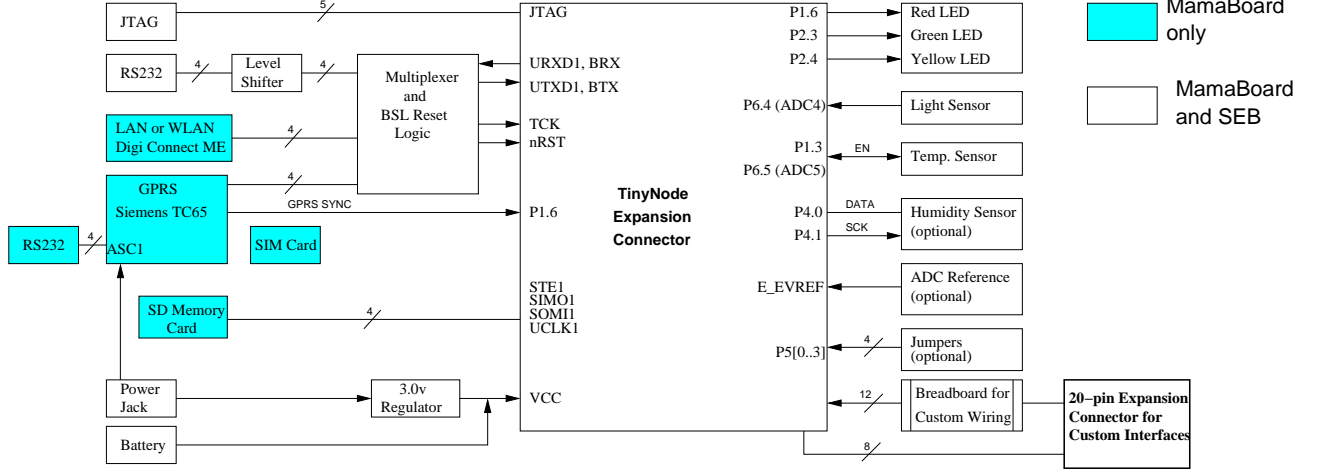 JTAG
5
JTAG
RS232
4
Level
Shifter
4
Multiplexer
and
BSL Reset
Logic
URXD1, BRX
UTXD1, BTX
TCK
nRST
LAN or WLAN
Digi Connect ME
4
GPRS
Siemens TC65
ASC1
4
GPRS SYNC
P1.6
RS232
4
SIM Card
SD Memory
Card
4
STE1
SIMO1
SOMI1
UCLK1
Power
Jack
3.0v
Regulator
VCC
Battery
TinyNode
Expansion
Connector
P1.6
Red LED
P2.3
Green LED
P2.4
Yellow LED
P6.4 (ADC4)
Light Sensor
P1.3
EN
P6.5 (ADC5)
Temp. Sensor
P4.0
DATA
P4.1
SCK
Humidity Sensor
(optional)
E_EVREF
ADC Reference
(optional)
P5[0..3]
4
Jumpers
(optional)
12
Breadboard for
Custom Wiring
8
20−pin Expansion
Connector for
Custom Interfaces
MamaBoard
only
MamaBoard
and SEB